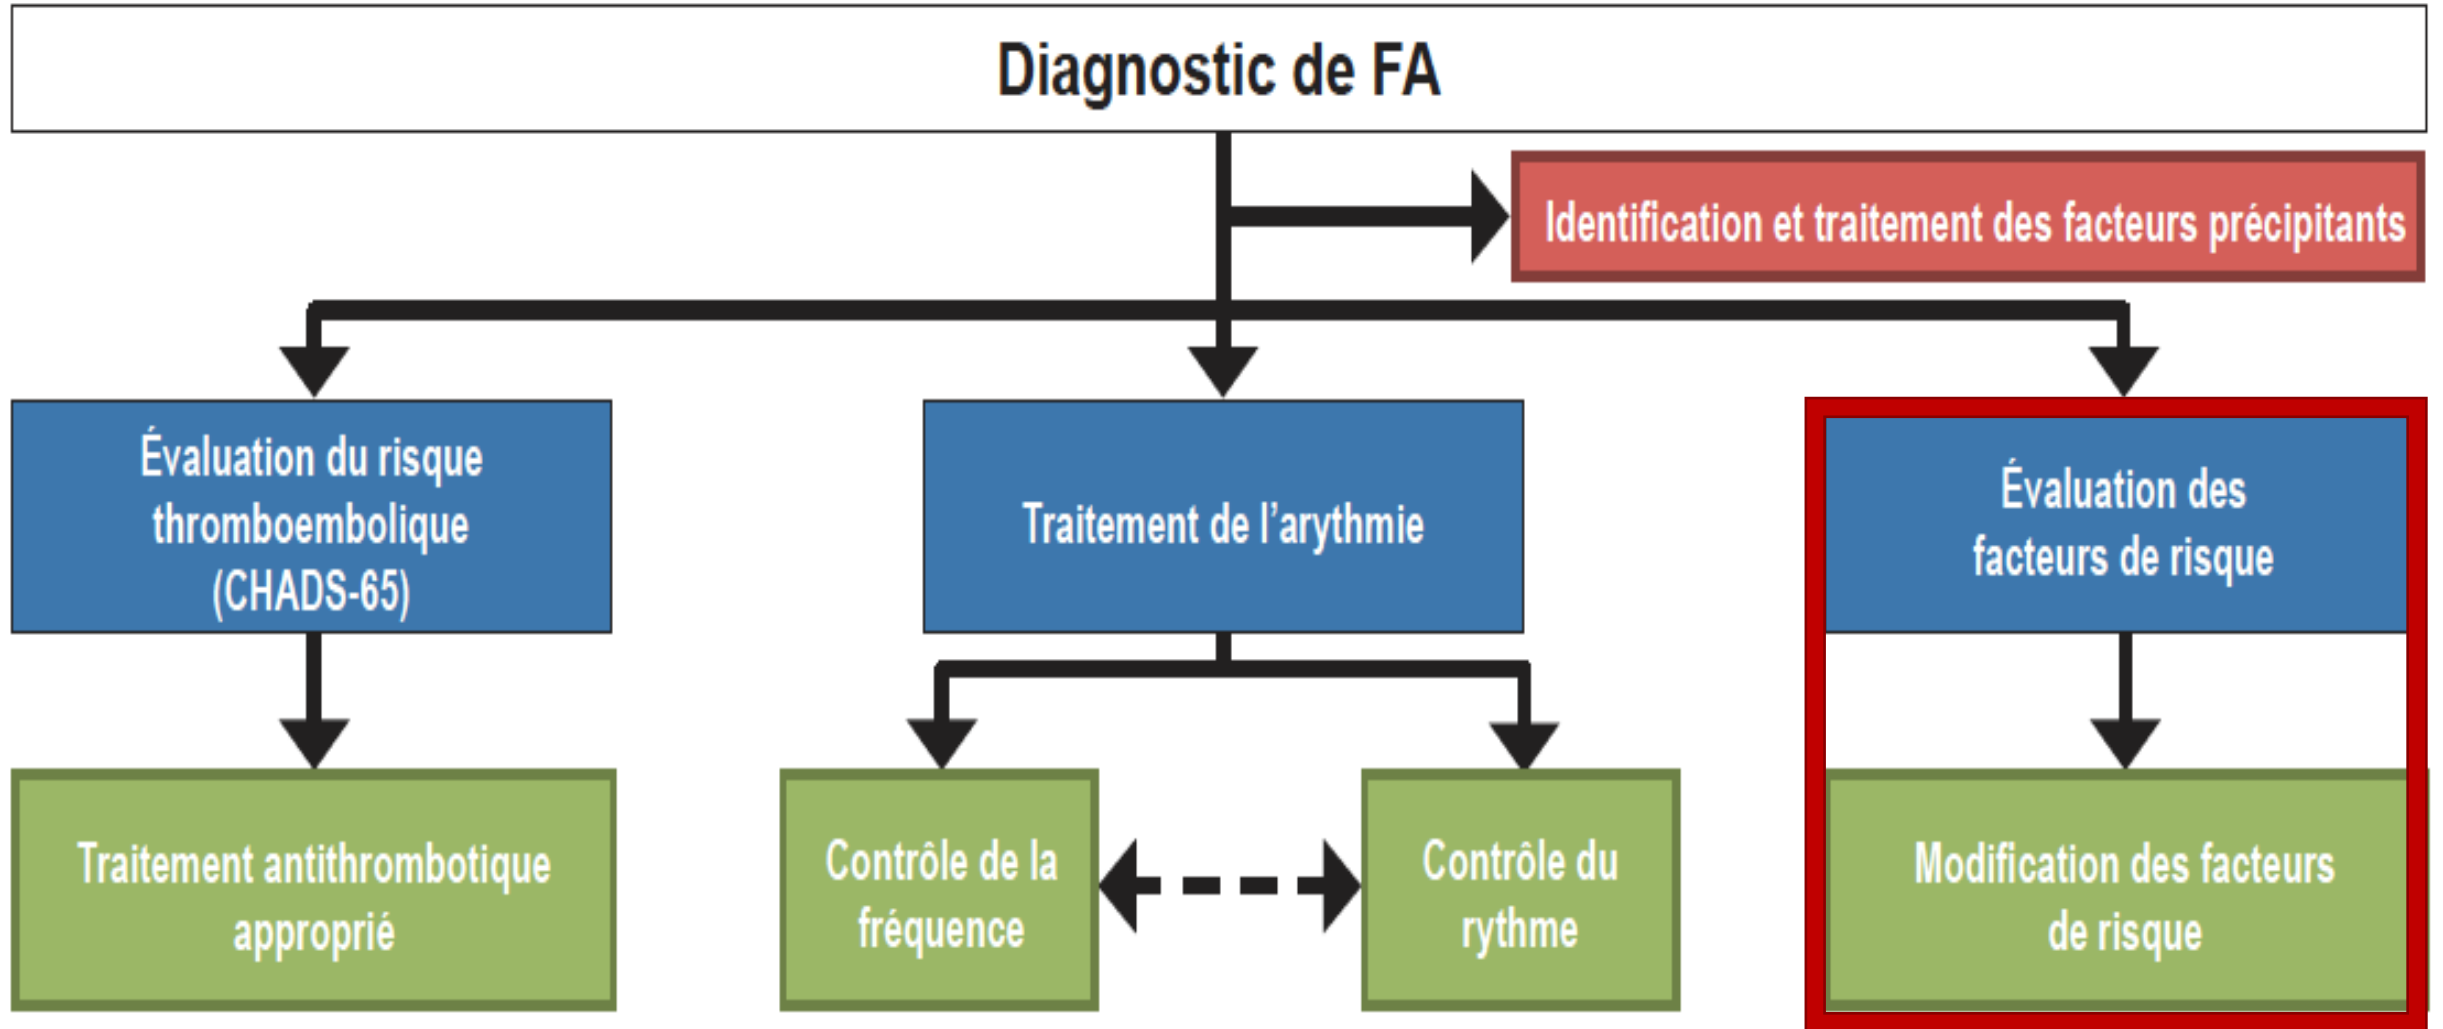 Diagnostic de FA
Identification et traitement des facteurs précipitants
Évaluation du risque
thromboembolique
(CHADS-65)
Traitement de l’arythmie
Évaluation des
facteurs de risque
Traitement antithrombotique
approprié
Contrôle de la
fréquence
Contrôle du
rythme
Modification des facteurs
de risque